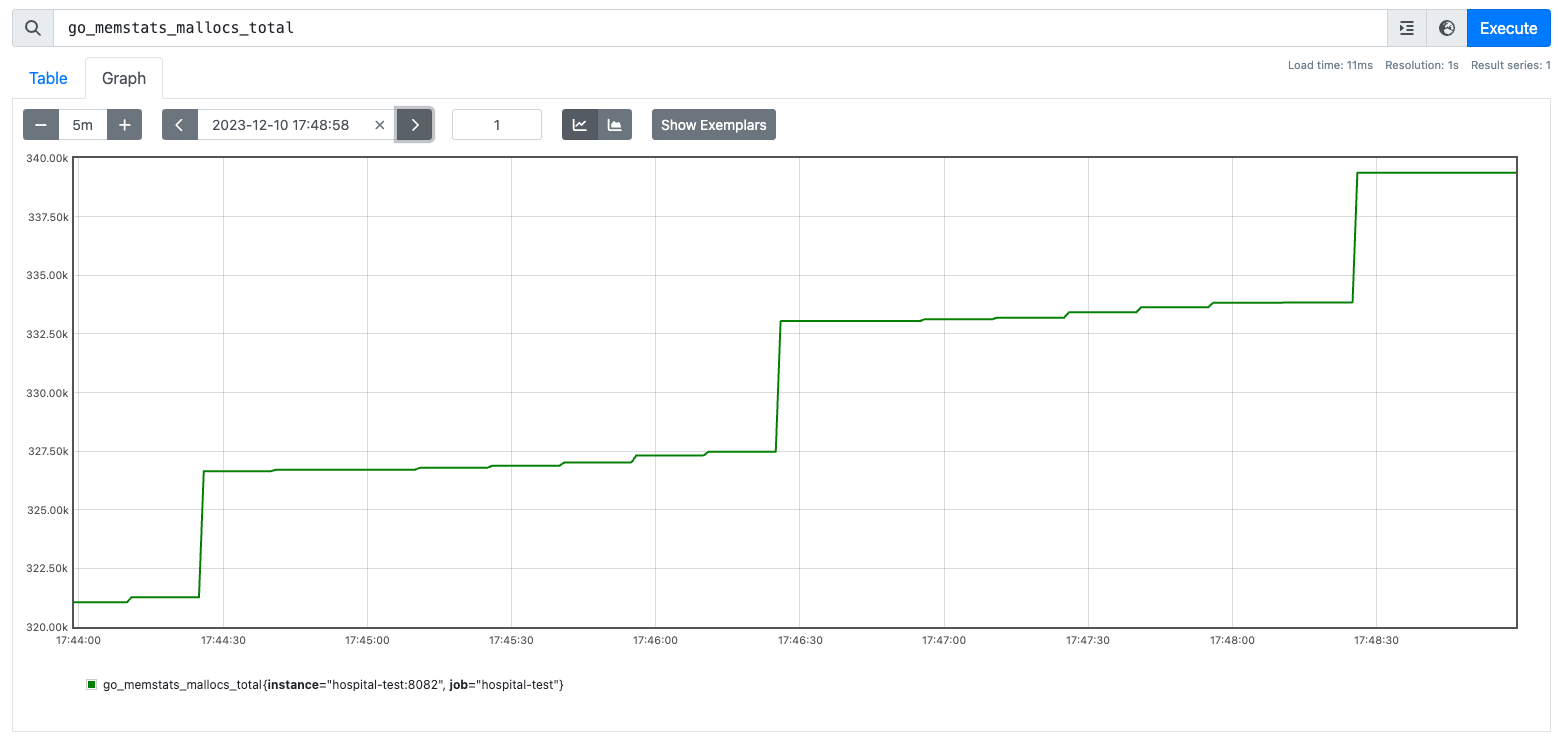 go_memstats_mallocs_total
Execute
Table
Graph
Load time: 11ms Resolution: 1s Result series: 1
5m
2023-12-10 17:48:58
1
Show Exemplars
340.00k
337.50k
335.00k
332.50k
330.00k
327.50k
325.00k
322.50k
320.00k
17:44:00 17:44:30 17:45:00 17:45:30 17:46:00 17:46:30 17:47:00 17:47:30 17:48:00 17:48:30
go_memstats_mallocs_total{instance="hospital-test:8082", job="hospital-test"}